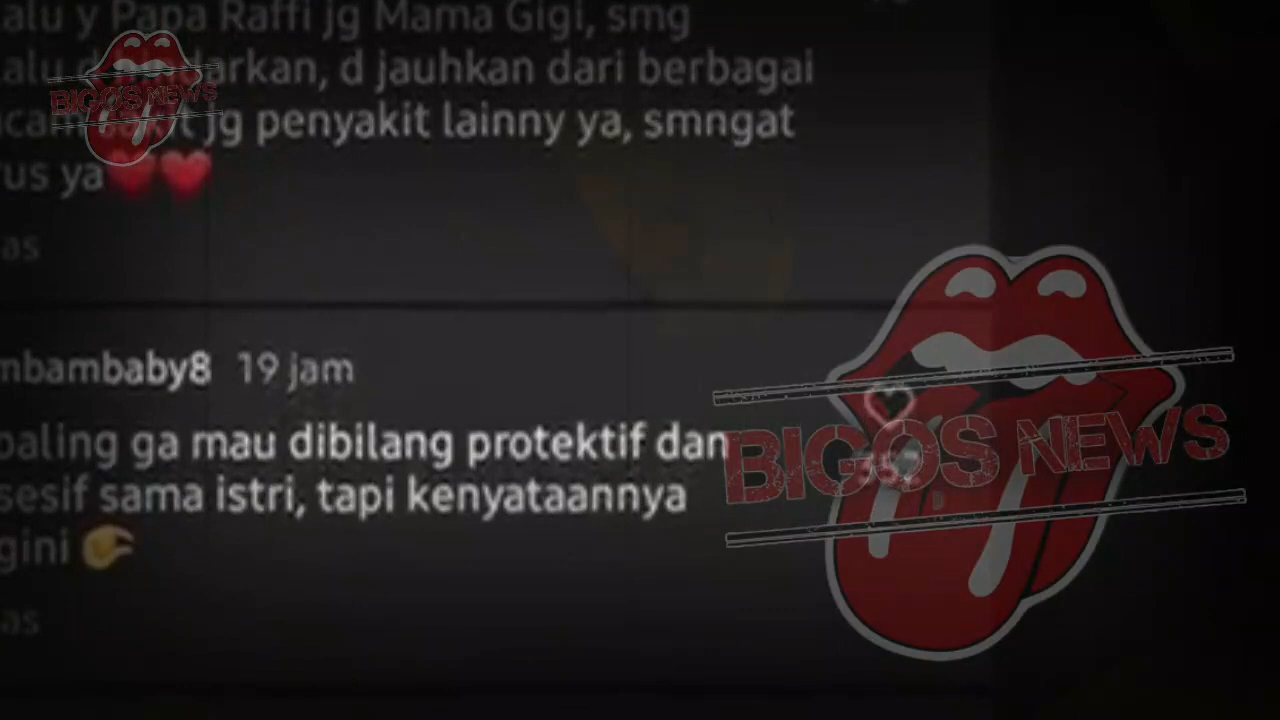 alu y Papa Raffi jg Mama Gigi, smg
alu darkan, d jauhkan dari berbagai
jg penyakit lainny ya, smngat
us ya❤️❤️
as
mbambaby8 19 jam
paling ga mau dibilang protektif dan
sesif sama istri, tapi kenyataannya
gini
as
BIGOS NEWS
BIGOS NEWS